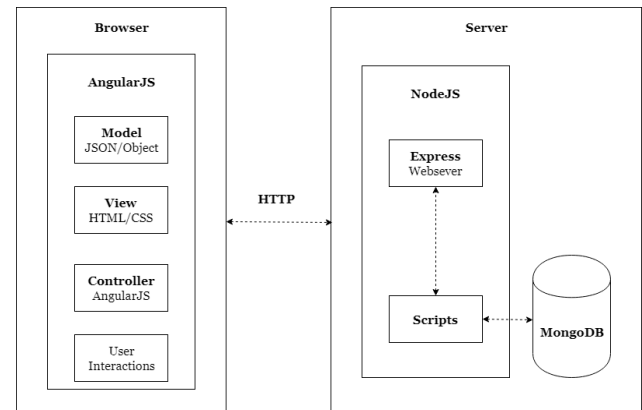 Browser
AngularJS
Model
JSON/Object
View
HTML/CSS
Controller
AngularJS
User
Interactions
HTTP
Server
NodeJS
Express
Websever
Scripts
MongoDB